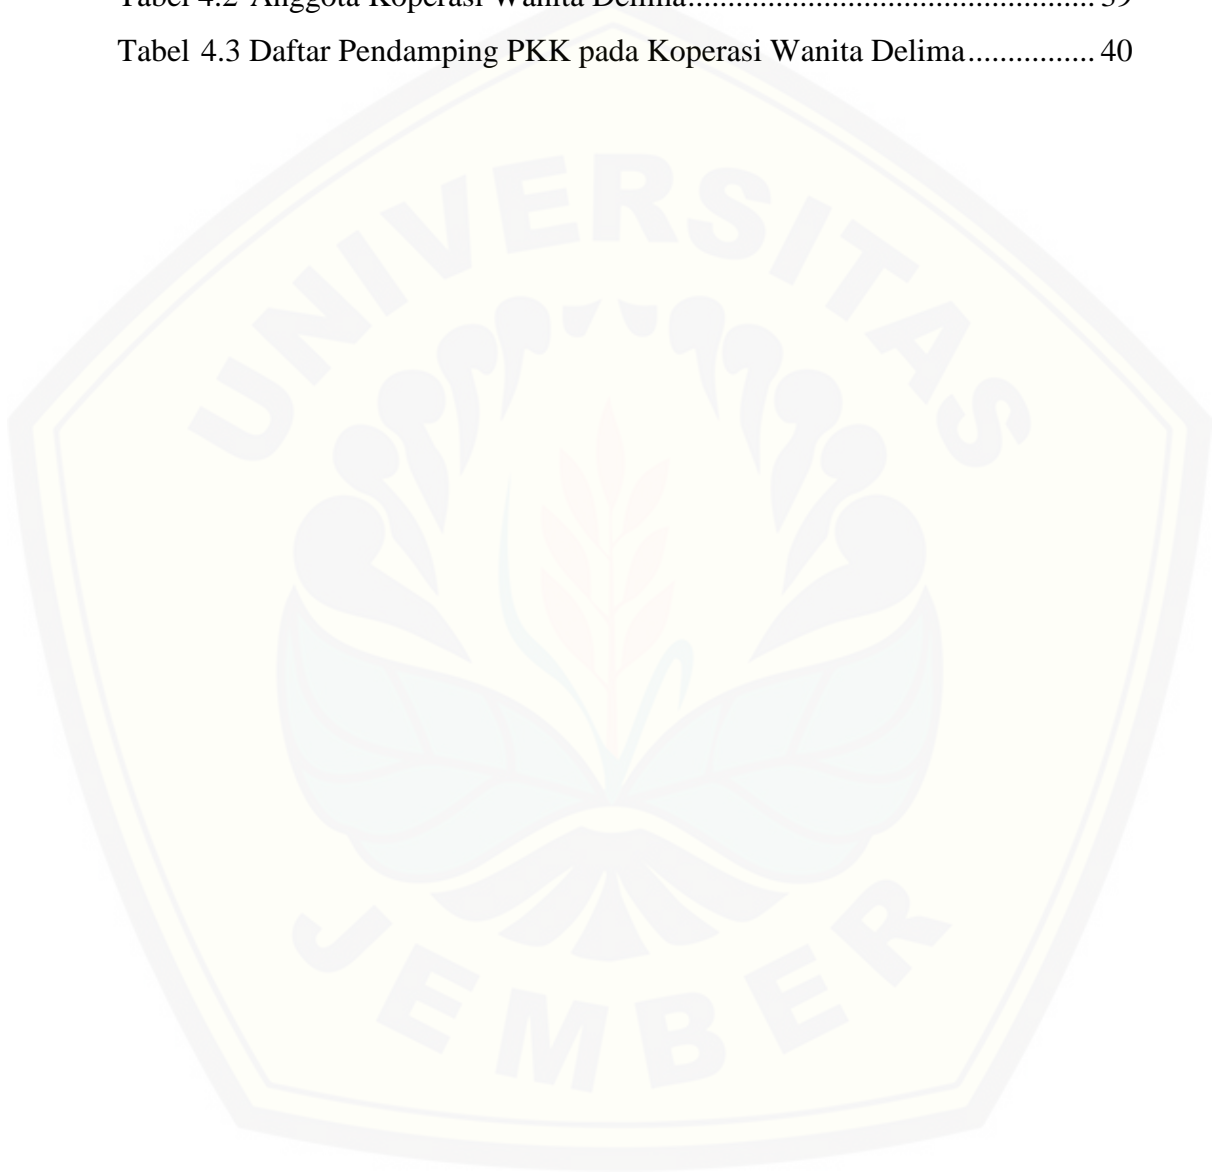 Tabel 4.2 Anggota Koperasi Wanita Delima.................................................. 39
Tabel 4.3 Daftar Pendamping PKK pada Koperasi Wanita Delima................ 40
UNIVERSITAS
JEMBER